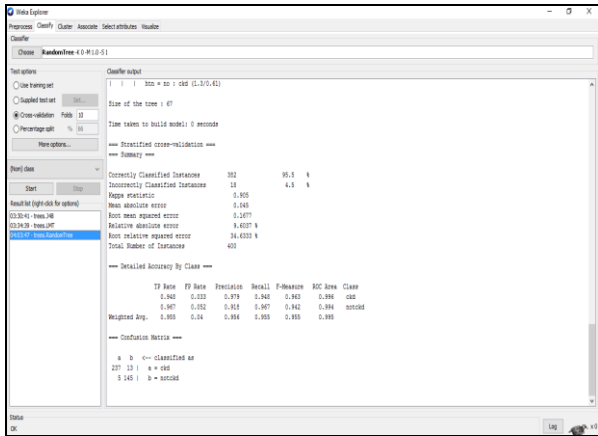 Weka Explorer
Preprocess Classify Cluster Associate Select attributes Visualize
Classifier
Choose RandomTree -K 0 -M 1.0 -S 1
Test options
Use training set
Supplied test set Set...
Cross-validation Folds 10
Percentage split % 66
More options...
(Nom) class
Start Stop
Result list (right-click for options)
03:30:41 - trees.J48
03:34:39 - trees.LMT
04:03:47 - trees.RandomTree
Classifier output
| | | htn = no : ckd (1.3/0.61)
Size of the tree : 67
Time taken to build model: 0 seconds
=== Stratified cross-validation ===
=== Summary ===
Correctly Classified Instances 382 95.5 %
Incorrectly Classified Instances 18 4.5 %
Kappa statistic 0.905
Mean absolute error 0.045
Root mean squared error 0.1677
Relative absolute error 9.6037 %
Root relative squared error 34.6333 %
Total Number of Instances 400
=== Detailed Accuracy By Class ===
TP Rate FP Rate Precision Recall F-Measure ROC Area Class
0.948 0.033 0.979 0.948 0.963 0.996 ckd
0.967 0.052 0.918 0.967 0.942 0.994 notckd
Weighted Avg. 0.955 0.04 0.956 0.955 0.955 0.995
=== Confusion Matrix ===
a b <-- classified as
237 13 | a = ckd
5 145 | b = notckd
Status
OK
Log
x 0